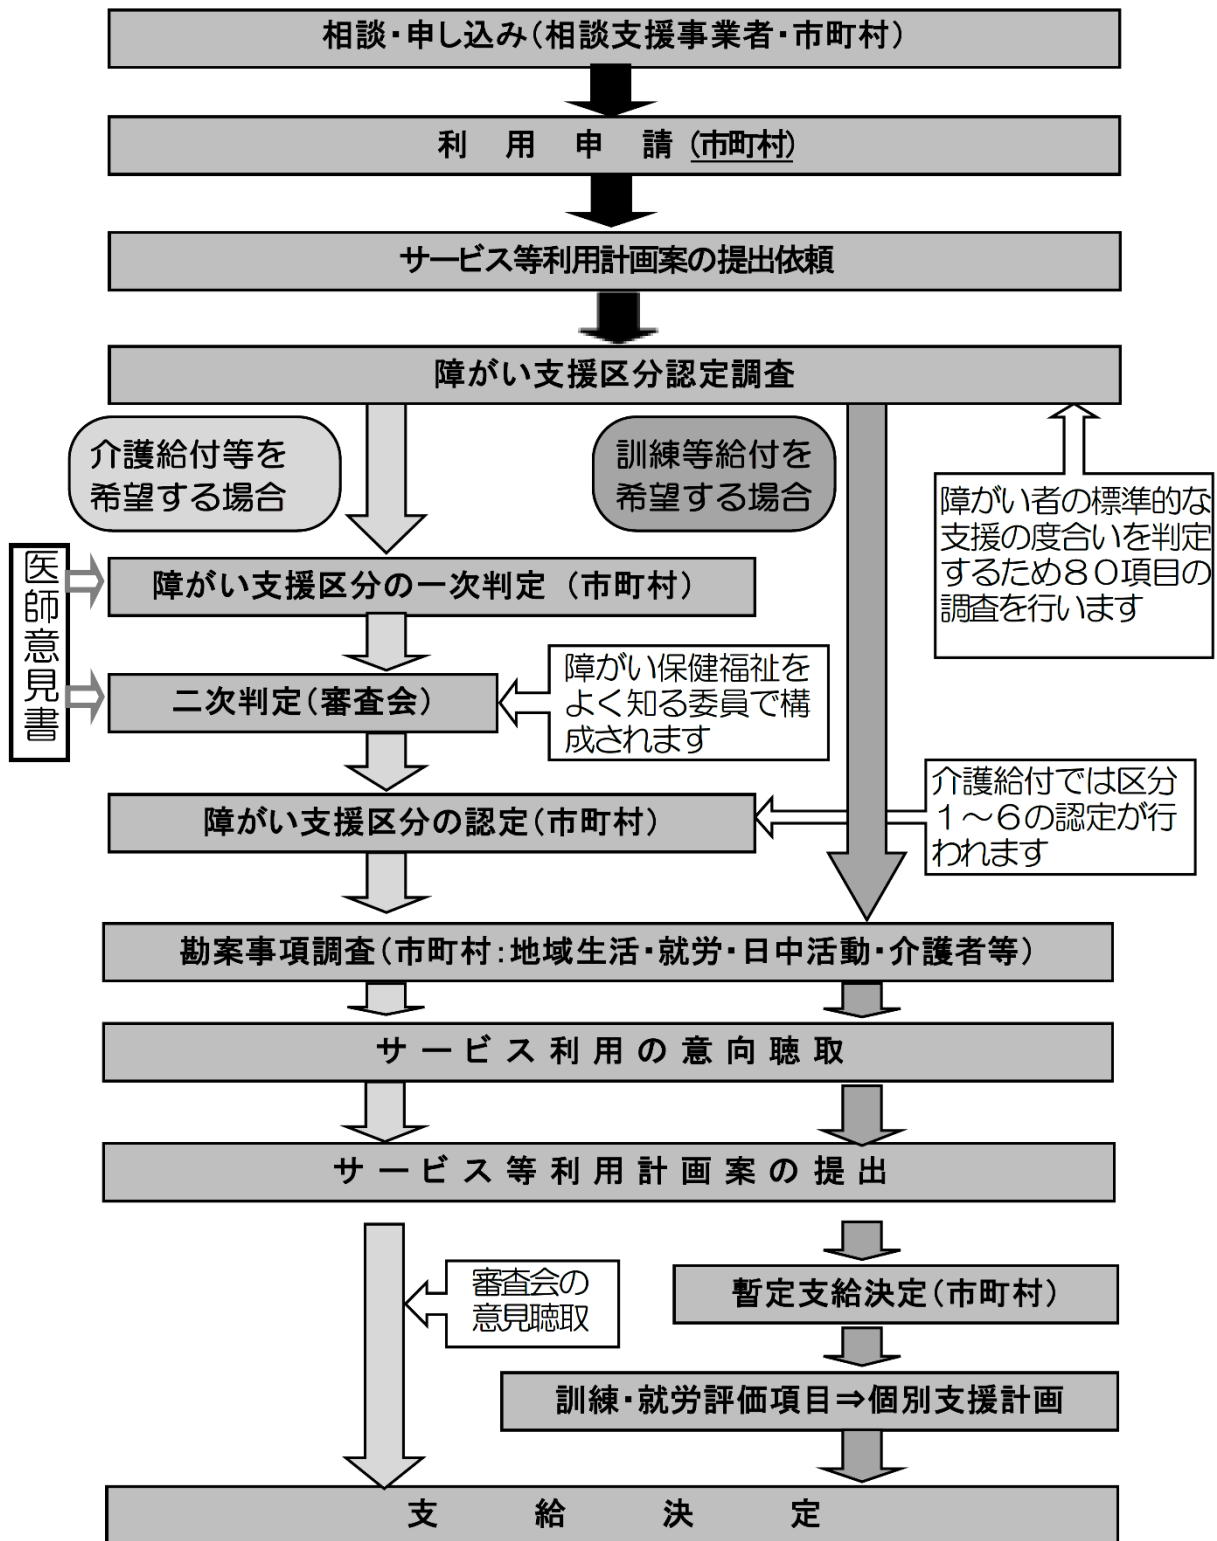 相談・申し込み（相談支援事業者・市町村）
利用申請（市町村）
サービス等利用計画案の提出依頼
障がい支援区分認定調査
介護給付等を
希望する場合
訓練等給付を
希望する場合
障がい者の標準的な
支援の度合いを判定
するため８０項目の
調査を行います
医師意見書
障がい支援区分の一次判定（市町村）
二次判定（審査会）
障がい保健福祉を
よく知る委員で構
成されます
障がい支援区分の認定（市町村）
介護給付では区分
１～６の認定が行
われます
勘案事項調査（市町村：地域生活・就労・日中活動・介護者等）
サービス利用の意向聴取
サービス等利用計画案の提出
審査会の
意見聴取
暫定支給決定（市町村）
訓練・就労評価項目⇒個別支援計画
支給決定